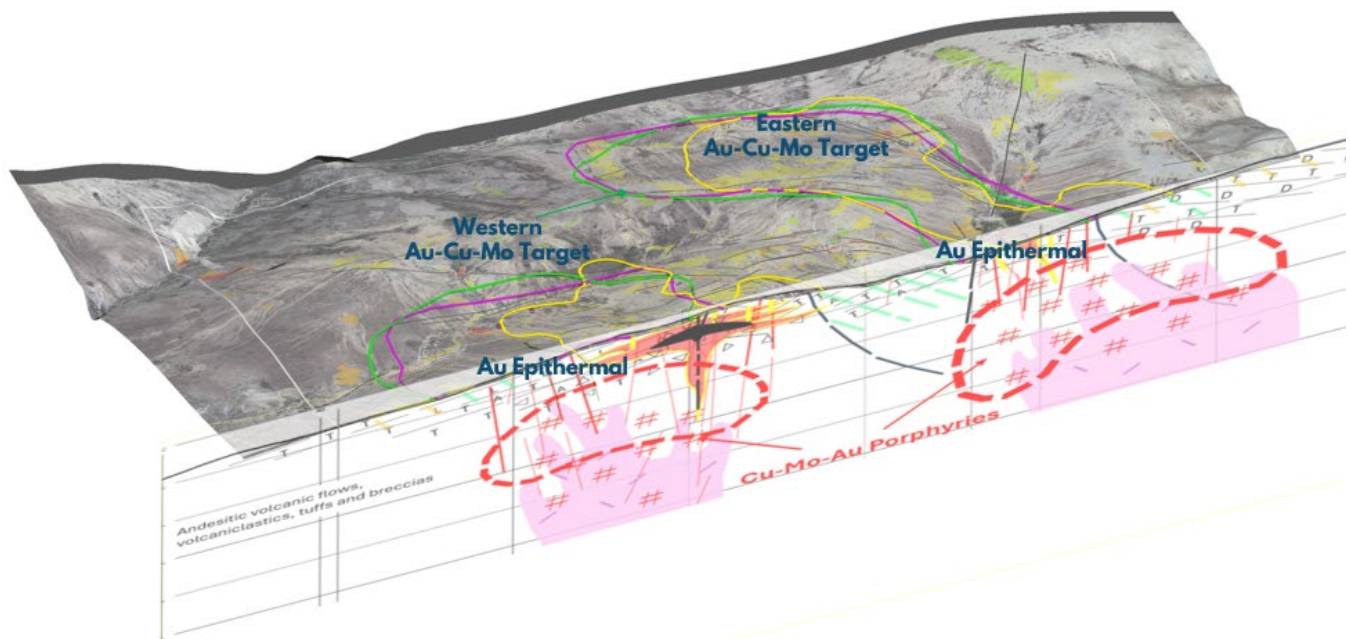 Eastern
Au-Cu-Mo Target
Western
Au-Cu-Mo Target
Au Epithermal
Au Epithermal
Cu-Mo-Au Porphyries
Andesitic volcanic flows,
volcaniclastics, tuffs and breccias